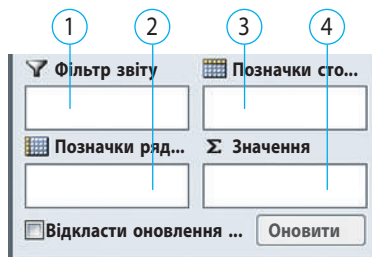 1 2 3 4
Фільтр звіту Позначки сто...
Позначки ряд... Σ Значення
Відкласти оновлення ... Оновити